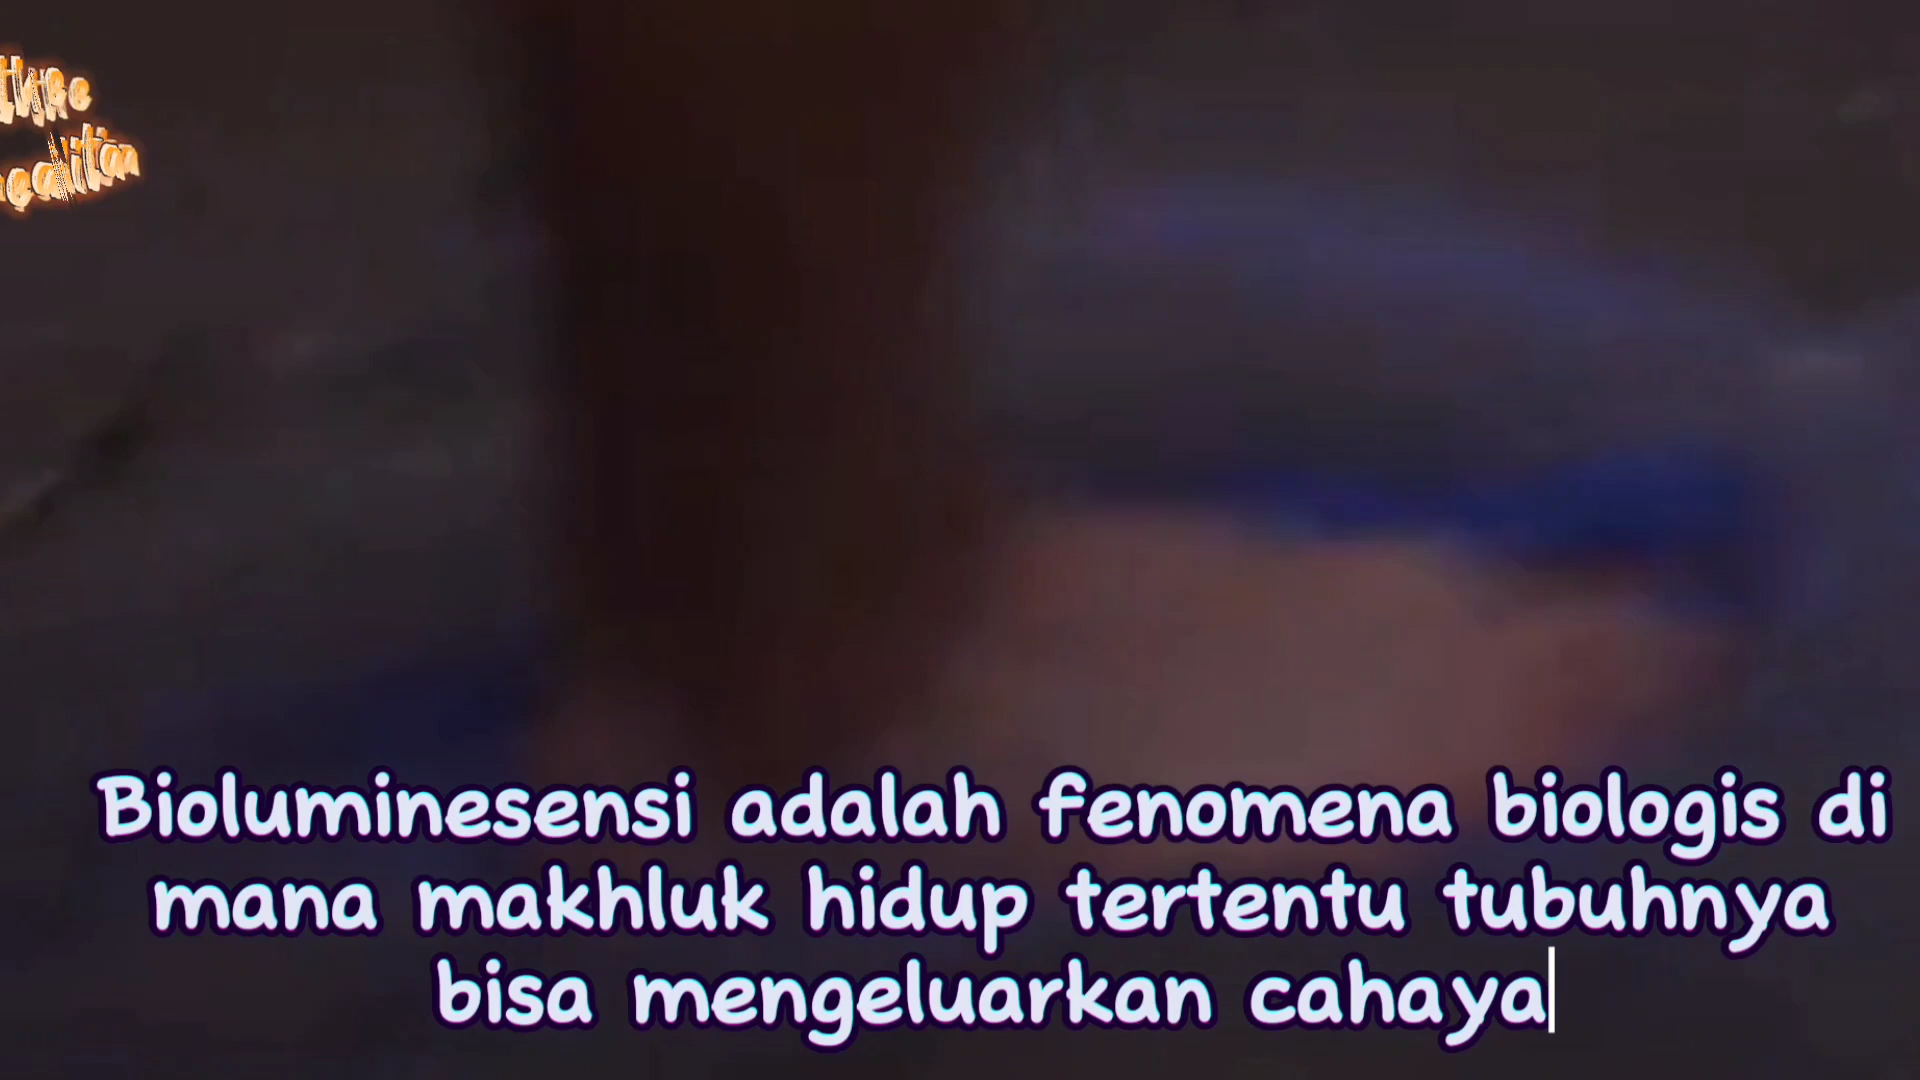 Bioluminesensi adalah fenomena biologis di
mana makhluk hidup tertentu tubuhnya
bisa mengeluarkan cahaya